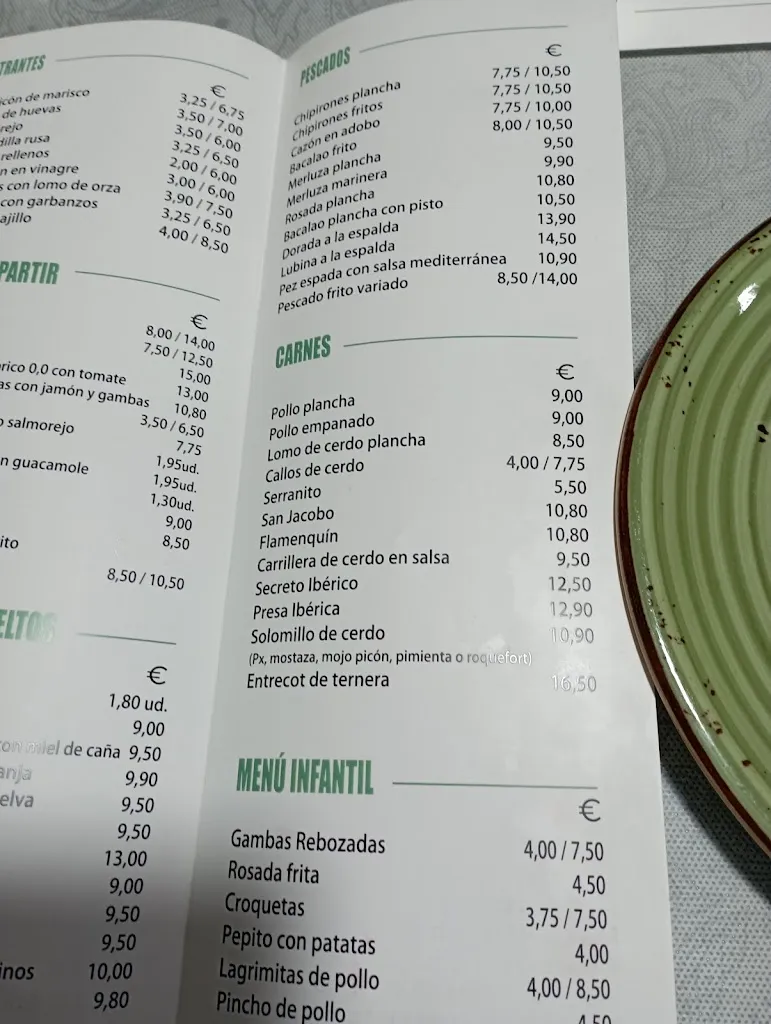 TRANTES
€
icón de marisco 3,25 / 6,75
de huevas 3,50 / 7,00
rejo 3,50 / 6,00
dilla rusa 3,25 / 6,50
rellenos 2,00 / 6,00
n en vinagre 3,00 / 6,00
s con lomo de orza 3,90 / 7,50
con garbanzos 3,25 / 6,50
ajillo 4,00 / 8,50
PARTIR
€
8,00 / 14,00
7,50 / 12,50
15,00
rico 0,0 con tomate 13,00
as con jamón y gambas 10,80
3,50 / 6,50
o salmorejo 7,75
1,95ud.
n guacamole 1,95ud.
1,30ud.
9,00
8,50
ito 8,50 / 10,50
ELTOS
€
1,80 ud.
9,00
con miel de caña 9,50
anja 9,90
elva 9,50
9,50
13,00
9,00
9,50
9,50
inos 10,00
9,80
PESCADOS
€
Chipirones plancha 7,75 / 10,50
Chipirones fritos 7,75 / 10,50
Cazón en adobo 7,75 / 10,00
Bacalao frito 8,00 / 10,50
Merluza plancha 9,50
Merluza marinera 9,90
Rosada plancha 10,80
Bacalao plancha con pisto 10,50
Dorada a la espalda 13,90
Lubina a la espalda 14,50
Pez espada con salsa mediterránea 10,90
Pescado frito variado 8,50 /14,00
CARNES
€
Pollo plancha 9,00
Pollo empanado 9,00
Lomo de cerdo plancha 8,50
Callos de cerdo 4,00 / 7,75
Serranito 5,50
San Jacobo 10,80
Flamenquín 10,80
Carrillera de cerdo en salsa 9,50
Secreto Ibérico 12,50
Presa Ibérica 12,90
Solomillo de cerdo 10,90
(Px, mostaza, mojo picón, pimienta o roquefort)
Entrecot de ternera 16,50
MENÚ INFANTIL
€
Gambas Rebozadas 4,00 / 7,50
Rosada frita 4,50
Croquetas 3,75 / 7,50
Pepito con patatas 4,00
Lagrimitas de pollo 4,00 / 8,50
Pincho de pollo 4,50